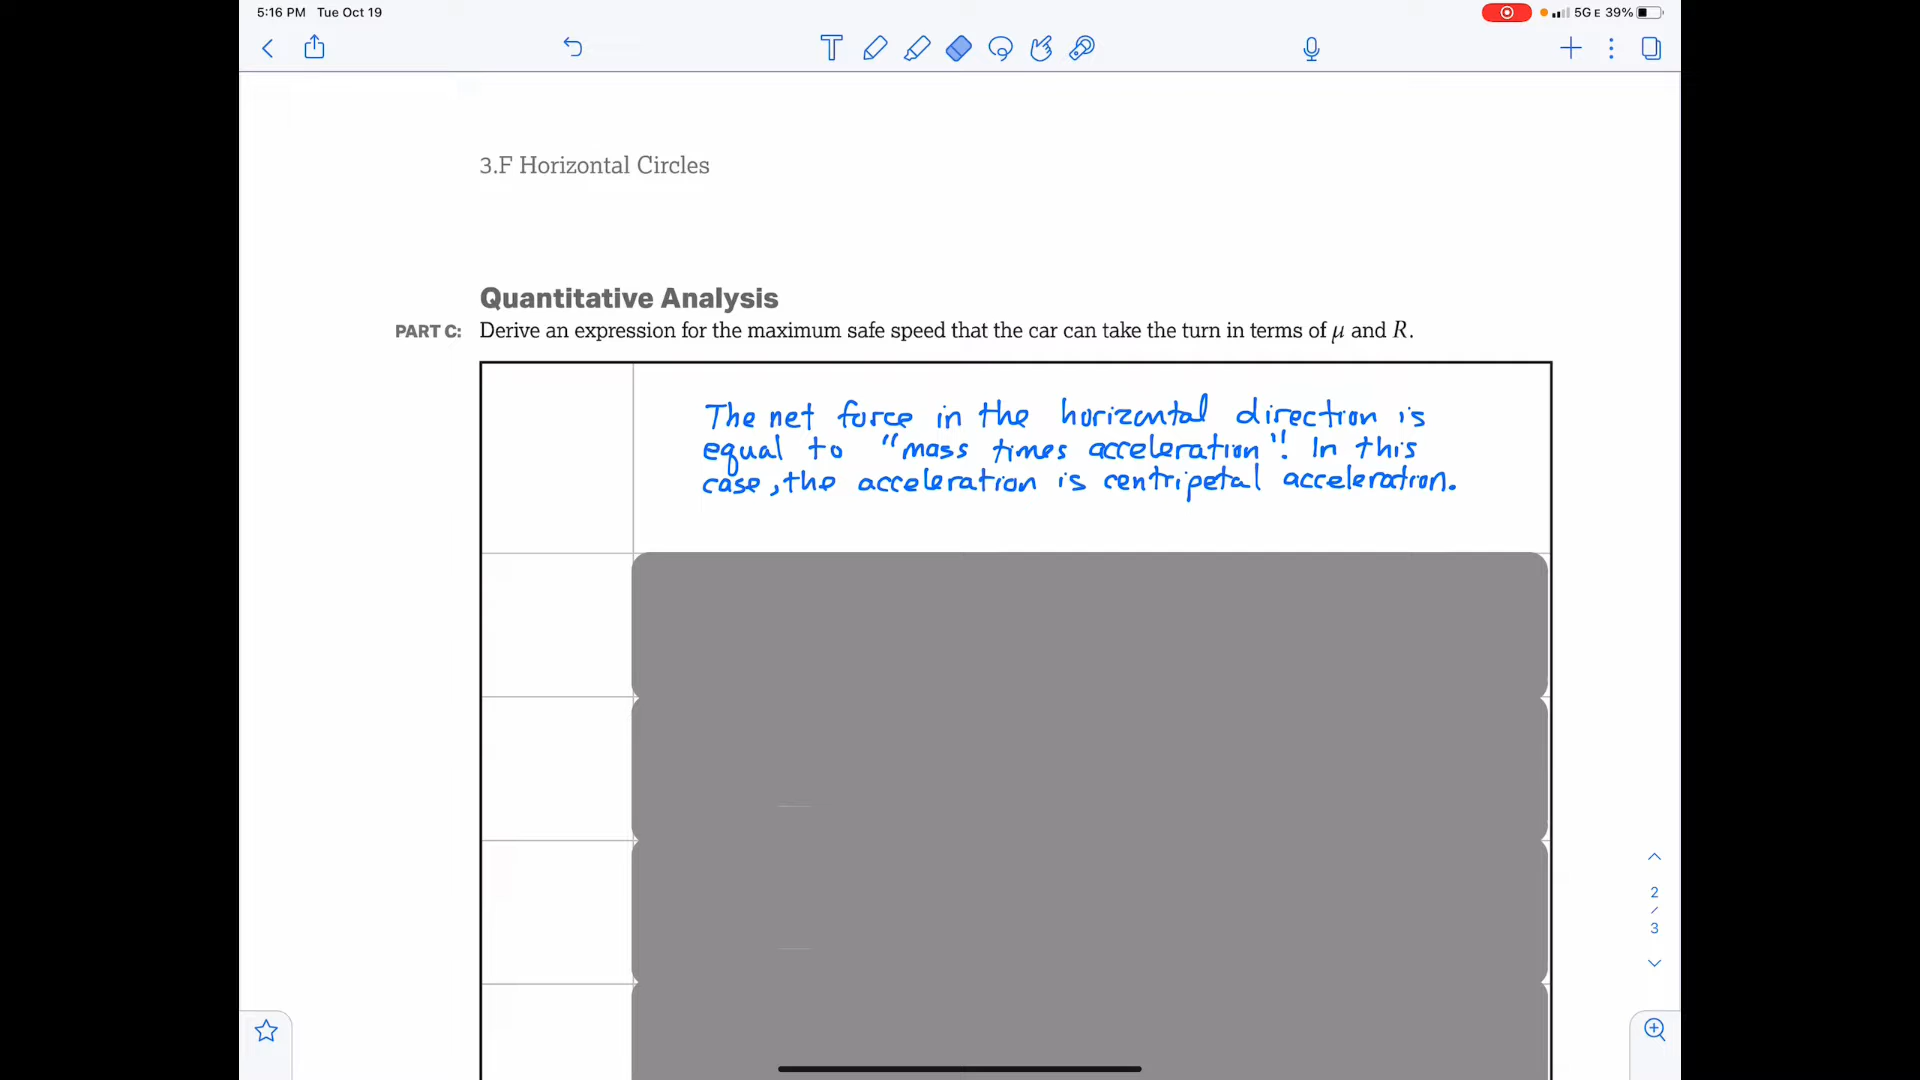 5:16 PM Tue Oct 19
5G E 39%
3.F Horizontal Circles
Quantitative Analysis
PART C: Derive an expression for the maximum safe speed that the car can take the turn in terms of μ and R.
The net force in the horizontal direction is
equal to "mass times acceleration". In this
case, the acceleration is centripetal acceleration.
2
/
3